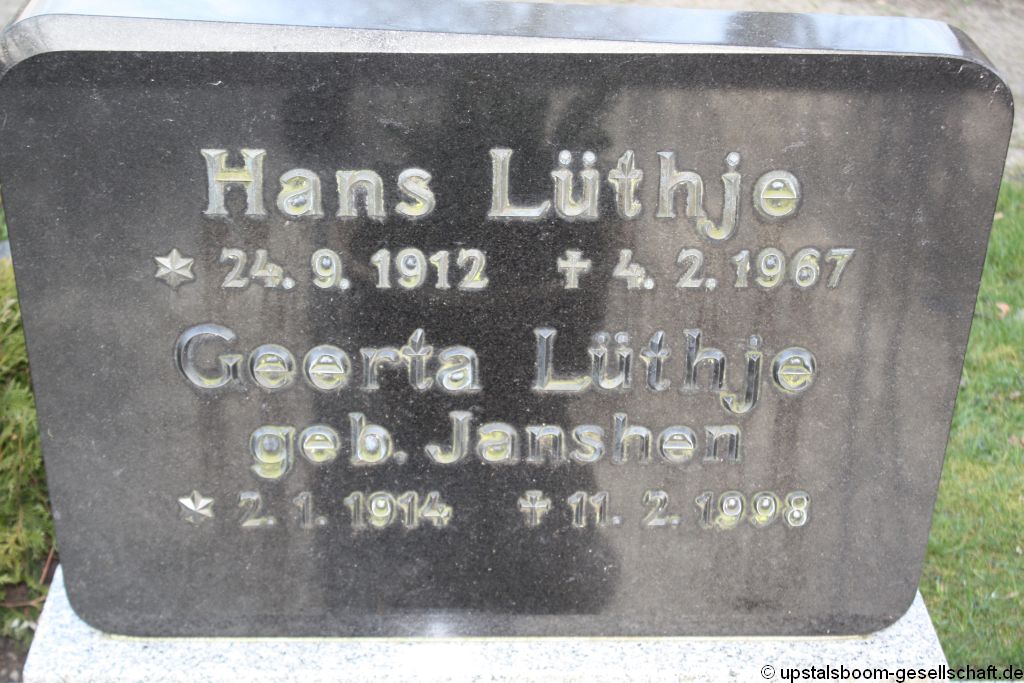 Hans Lüthje
* 24. 9. 1912 † 4. 2. 1967
Geerta Lüthje
geb. Janshen
* 2. 1. 1914 † 11. 2. 1998
© upstalsboom-gesellschaft.de